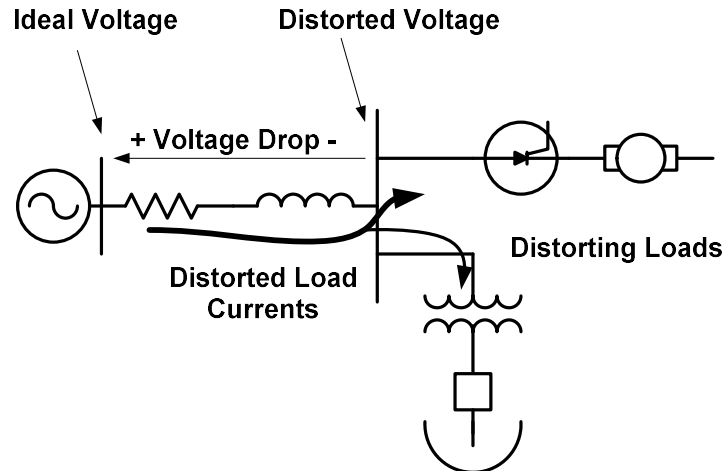 Ideal Voltage
Distorted Voltage
+ Voltage Drop -
Distorting Loads
Distorted Load
Currents